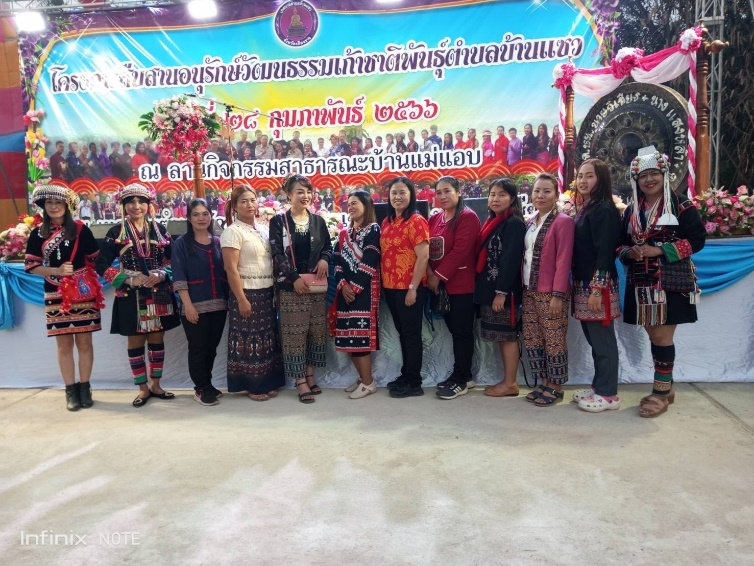 โครงการสืบสานอนุรักษ์วัฒนธรรมเก้าชาติพันธุ์ตำบลบ้านแซว
ที่ ๒๘ กุมภาพันธ์ ๒๕๖๖
ณ ลานกิจกรรมสาธารณะบ้านแม่แอบ
Infinix NOTE